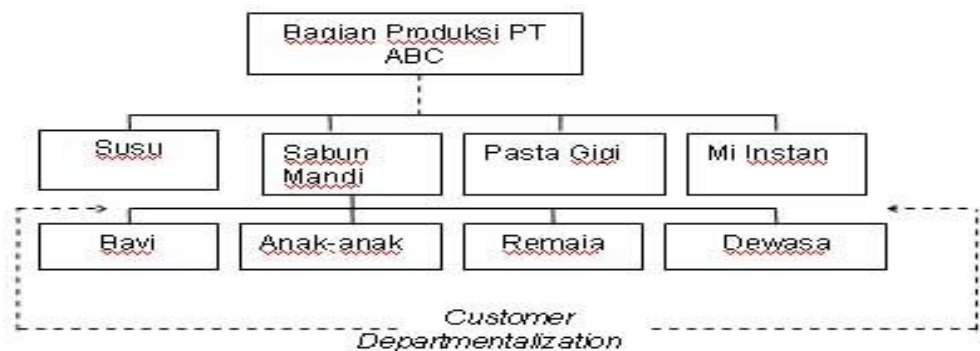 Bagian Produksi PT
ABC
Susu
Sabun
Mandi
Pasta Gigi
Mi Instan
Bayi
Anak-anak
Remaja
Dewasa
Customer
Departmentalization